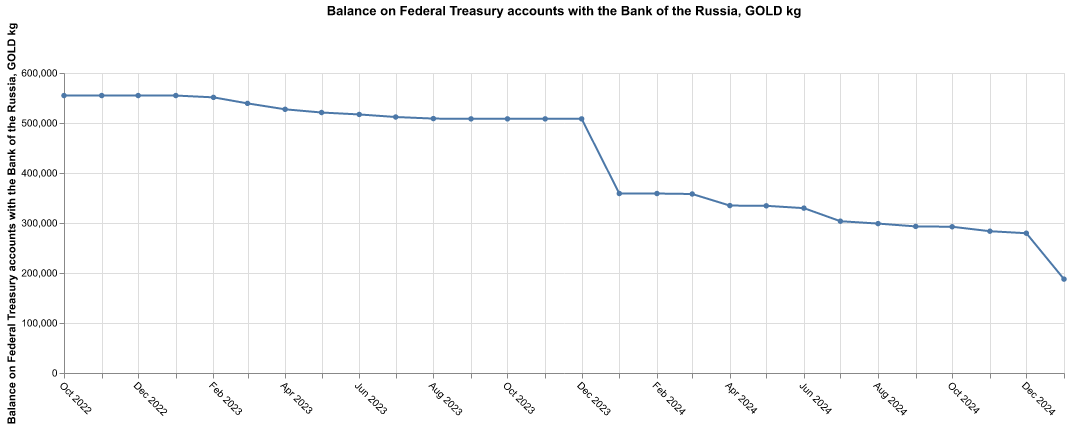 Balance on Federal Treasury accounts with the Bank of the Russia, GOLD kg
Balance on Federal Treasury accounts with the Bank of the Russia, GOLD kg
600,000
500,000
400,000
300,000
200,000
100,000
0
Oct 2022
Dec 2022
Feb 2023
Apr 2023
Jun 2023
Aug 2023
Oct 2023
Dec 2023
Feb 2024
Apr 2024
Jun 2024
Aug 2024
Oct 2024
Dec 2024